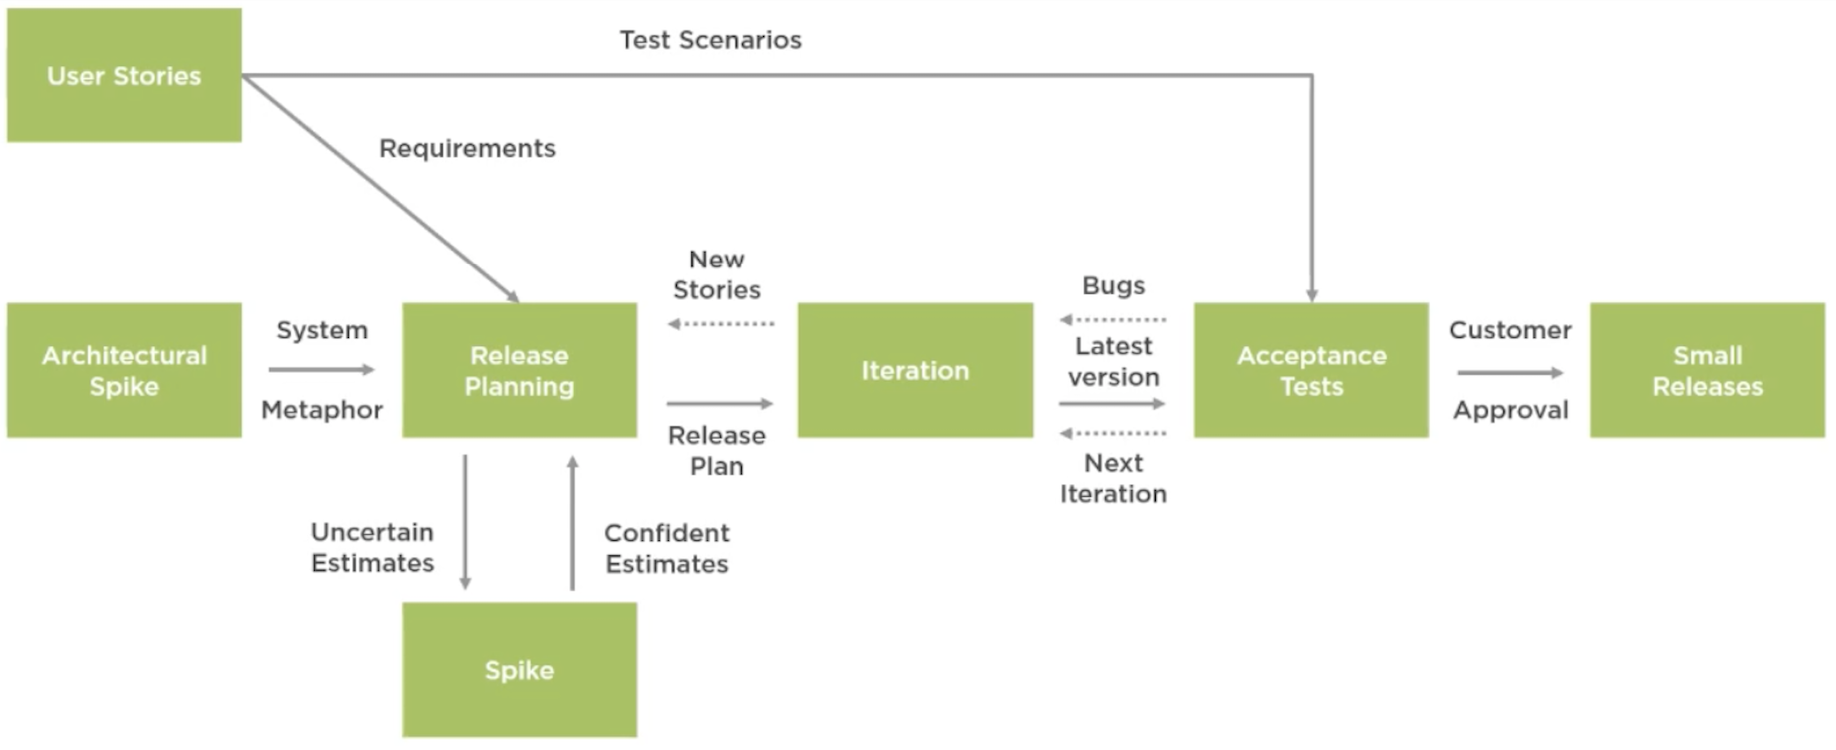 Test Scenarios
User Stories
Requirements
New
Stories
Bugs
Architectural
Spike
System
Metaphor
Release
Planning
Release
Plan
Iteration
Latest
version
Next
Iteration
Acceptance
Tests
Customer
Approval
Small
Releases
Uncertain
Estimates
Confident
Estimates
Spike